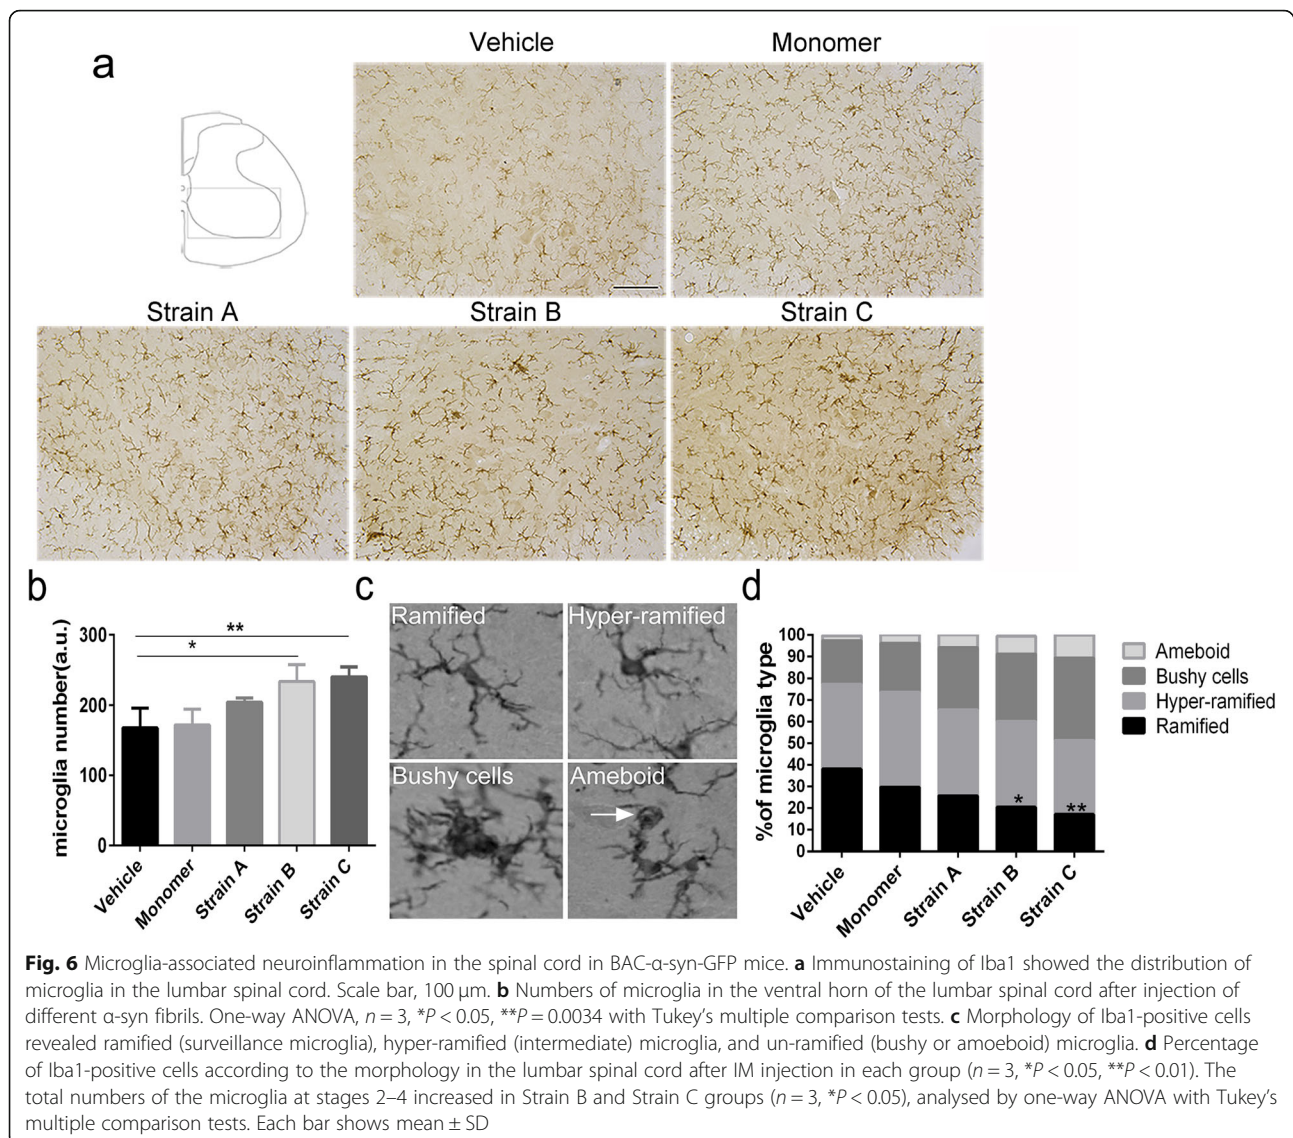 a
Vehicle
Monomer
Strain A
Strain B
Strain C
b
microglia number(a.u.)
300
200
100
0
*
**
Vehicle
Monomer
Strain A
Strain B
Strain C
c
Ramified
Hyper-ramified
Bushy cells
Ameboid
d
%of microglia type
100
90
80
70
60
50
40
30
20
10
0
*
**
Vehicle
Monomer
Strain A
Strain B
Strain C
Ameboid
Bushy cells
Hyper-ramified
Ramified
Fig. 6 Microglia-associated neuroinflammation in the spinal cord in BAC-α-syn-GFP mice. a Immunostaining of Iba1 showed the distribution of
microglia in the lumbar spinal cord. Scale bar, 100 μm. b Numbers of microglia in the ventral horn of the lumbar spinal cord after injection of
different α-syn fibrils. One-way ANOVA, n = 3, *P < 0.05, **P = 0.0034 with Tukey's multiple comparison tests. c Morphology of Iba1-positive cells
revealed ramified (surveillance microglia), hyper-ramified (intermediate) microglia, and un-ramified (bushy or amoeboid) microglia. d Percentage
of Iba1-positive cells according to the morphology in the lumbar spinal cord after IM injection in each group (n = 3, *P < 0.05, **P < 0.01). The
total numbers of the microglia at stages 2–4 increased in Strain B and Strain C groups (n = 3, *P < 0.05), analysed by one-way ANOVA with Tukey's
multiple comparison tests. Each bar shows mean ± SD